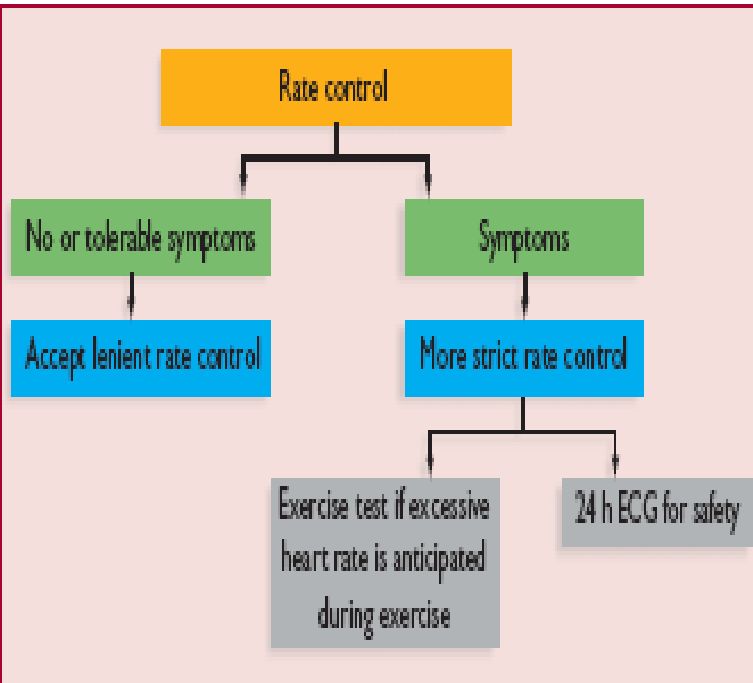 Rate control
No or tolerable symptoms
Symptoms
Accept lenient rate control
More strict rate control
Exercise test if excessive
heart rate is anticipated
during exercise
24 h ECG for safety